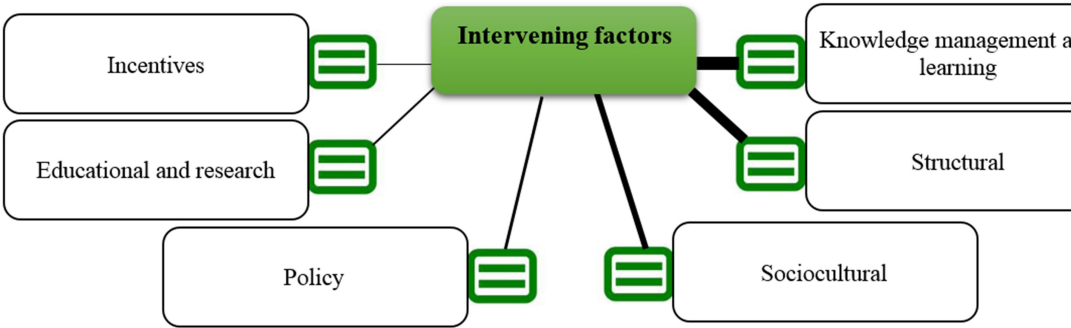 Intervening factors
Incentives
Knowledge management a
learning
Educational and research
Structural
Policy
Sociocultural